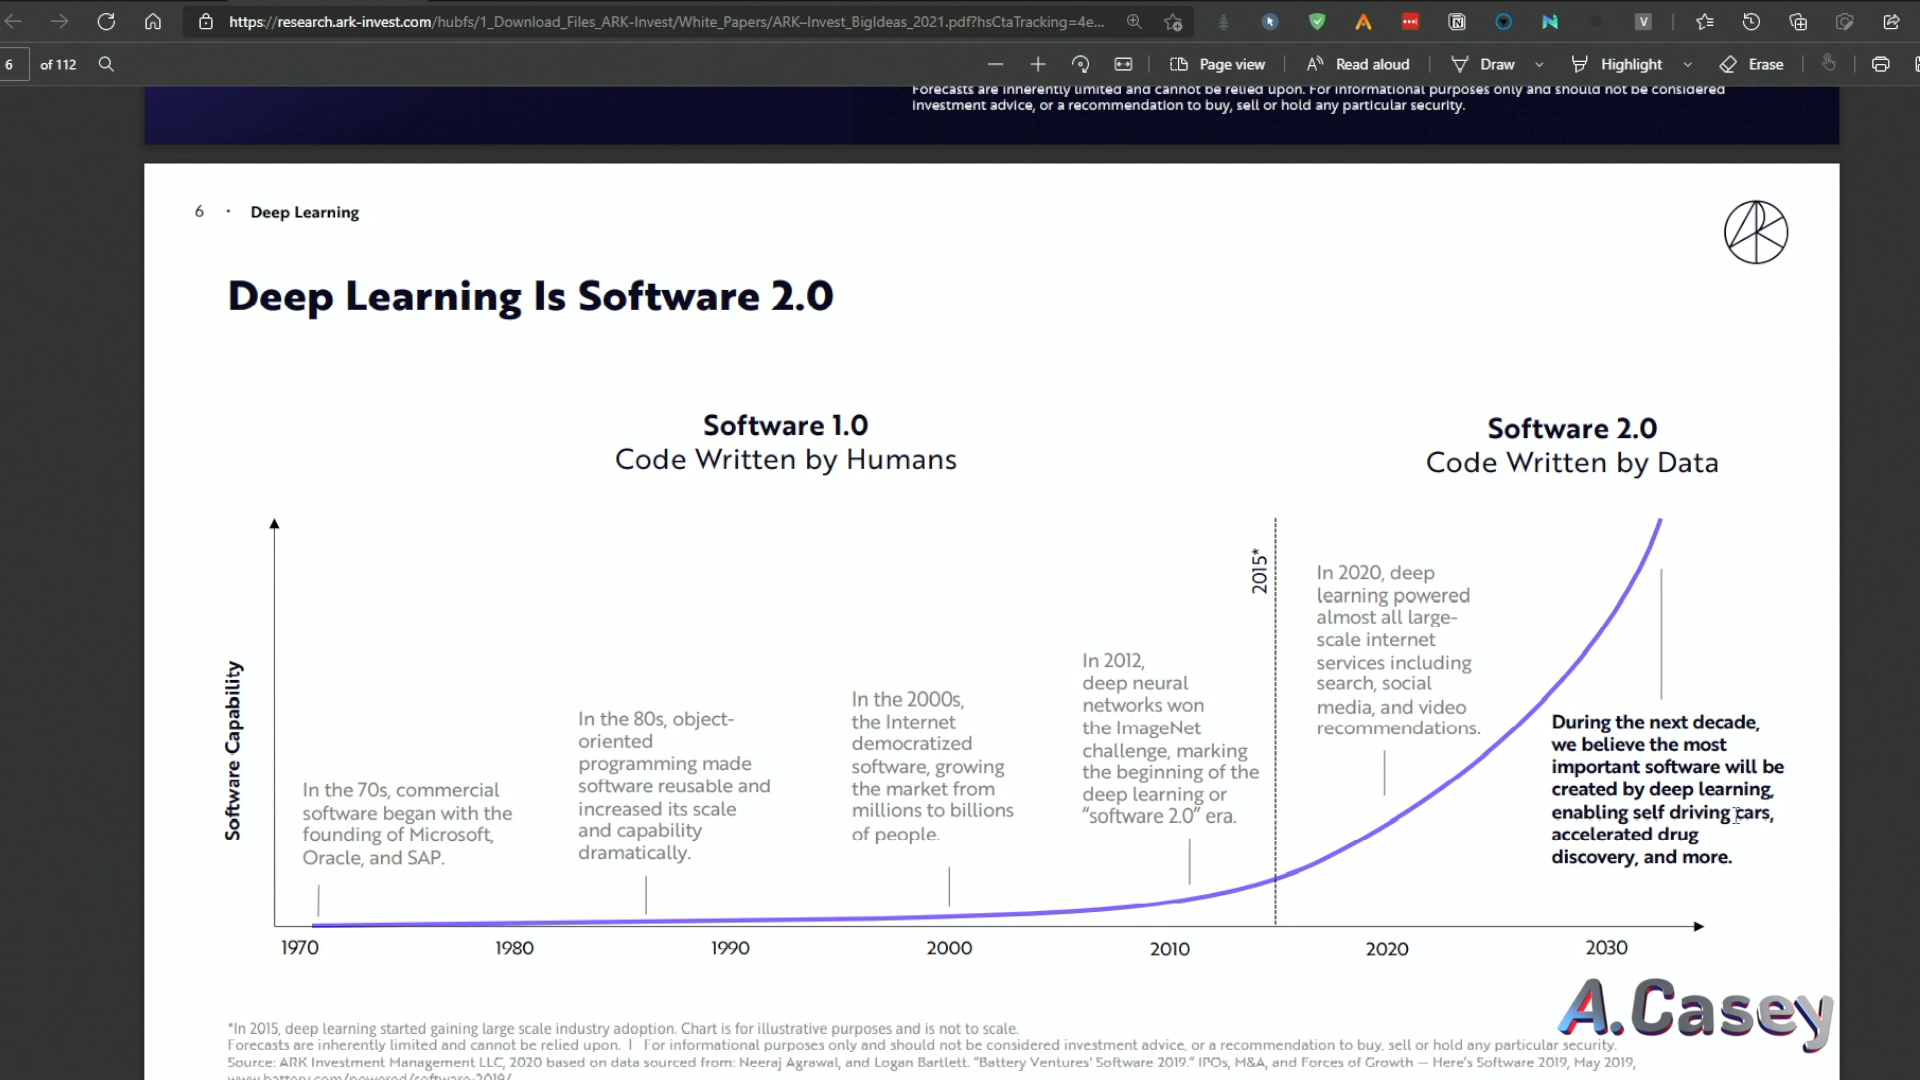 https://research.ark-invest.com/hubfs/1_Download_Files_ARK-Invest/White_Papers/ARK–Invest_BigIdeas_2021.pdf?hsCtaTracking=4e...
V
6 of 112
Page view
Read aloud
Draw
Highlight
Erase
Forecasts are inherently limited and cannot be relied upon. For informational purposes only and should not be considered
investment advice, or a recommendation to buy, sell or hold any particular security.
6 · Deep Learning
Deep Learning Is Software 2.0
Software 1.0
Code Written by Humans
Software 2.0
Code Written by Data
Software Capability
In the 70s, commercial
software began with the
founding of Microsoft,
Oracle, and SAP.
In the 80s, object-
oriented
programming made
software reusable and
increased its scale
and capability
dramatically.
In the 2000s,
the Internet
democratized
software, growing
the market from
millions to billions
of people.
In 2012,
deep neural
networks won
the ImageNet
challenge, marking
the beginning of the
deep learning or
“software 2.0” era.
2015*
In 2020, deep
learning powered
almost all large-
scale internet
services including
search, social
media, and video
recommendations.
During the next decade,
we believe the most
important software will be
created by deep learning,
enabling self driving cars,
accelerated drug
discovery, and more.
1970 1980 1990 2000 2010 2020 2030
A.Casey
*In 2015, deep learning started gaining large scale industry adoption. Chart is for illustrative purposes and is not to scale.
Forecasts are inherently limited and cannot be relied upon. | For informational purposes only and should not be considered investment advice, or a recommendation to buy, sell or hold any particular security.
Source: ARK Investment Management LLC, 2020 based on data sourced from: Neeraj Agrawal, and Logan Bartlett. “Battery Ventures' Software 2019.” IPOs, M&A, and Forces of Growth — Here’s Software 2019, May 2019,
www.battery.com/powered/software-2019/